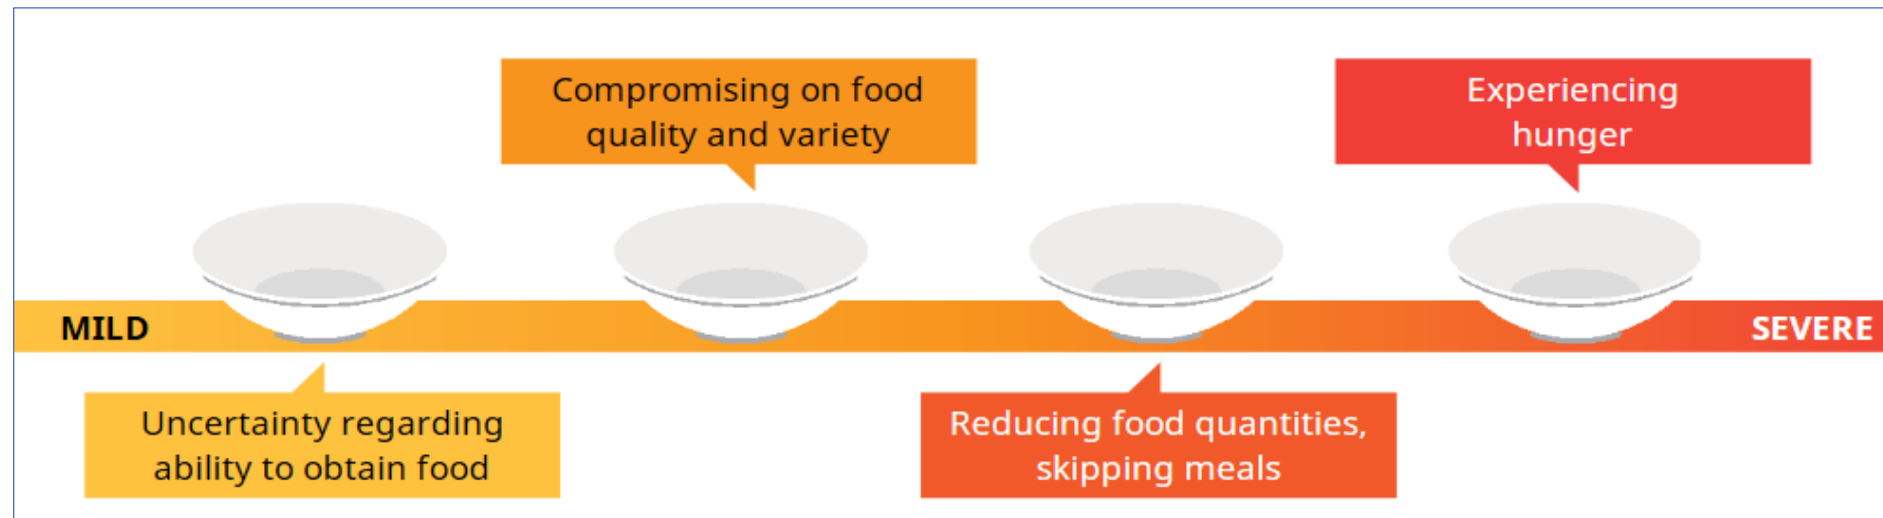 Compromising on food
quality and variety
Experiencing
hunger
MILD
SEVERE
Uncertainty regarding
ability to obtain food
Reducing food quantities,
skipping meals